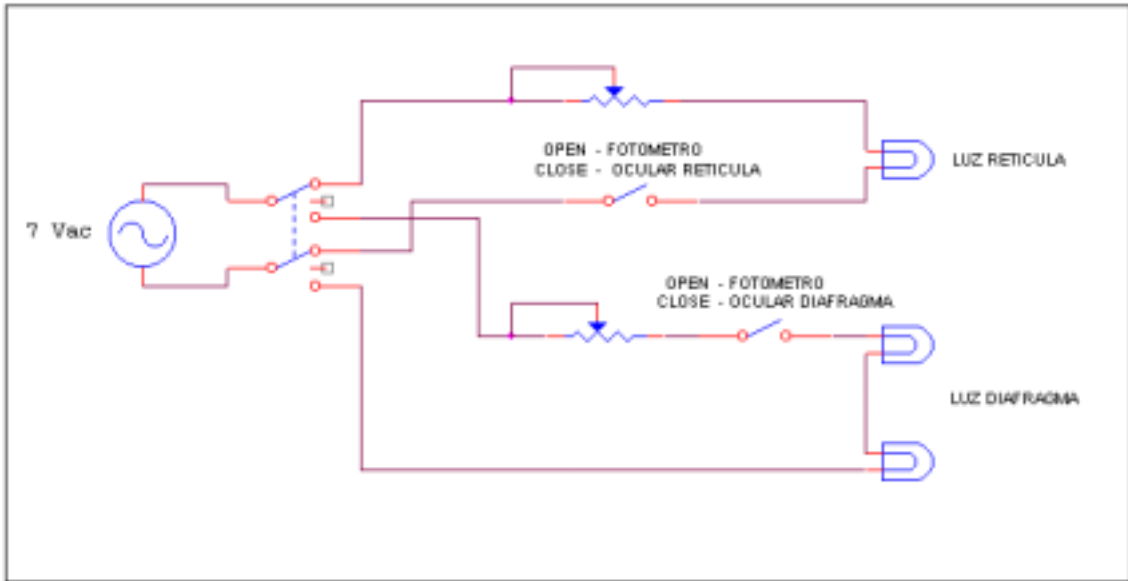 OPEN - FOTOMETRO
CLOSE - OCULAR RETICULA
LUZ RETICULA
7 Vac
OPEN - FOTOMETRO
CLOSE - OCULAR DIAFRAGMA
LUZ DIAFRAGMA